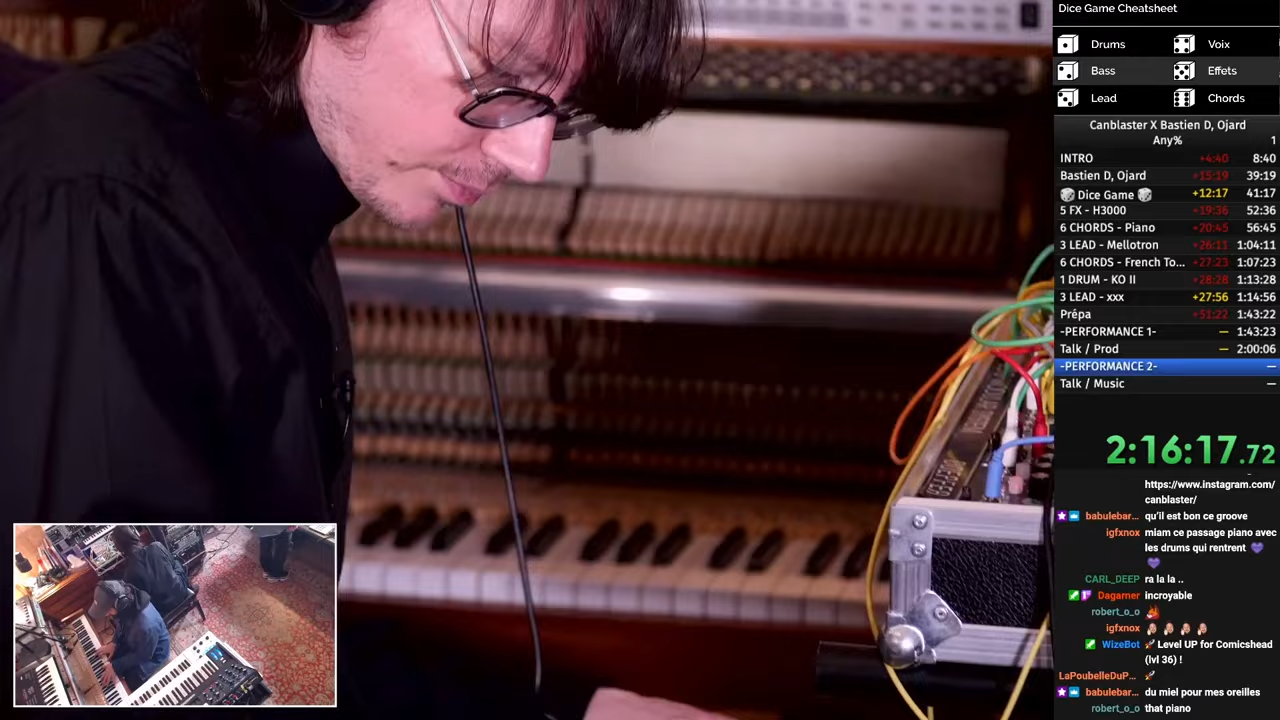 Dice Game Cheatsheet
Drums Voix
Bass Effets
Lead Chords
Canblaster X Bastien D, Ojard
Any% 1
INTRO +4:40 8:40
Bastien D, Ojard +15:19 39:19
Dice Game +12:17 41:17
5 FX - H3000 +19:36 52:36
6 CHORDS - Piano +20:45 56:45
3 LEAD - Mellotron +26:11 1:04:11
6 CHORDS - French To... +27:23 1:07:23
1 DRUM - KO II +28:28 1:13:28
3 LEAD - xxx +27:56 1:14:56
Prépa +51:22 1:43:22
-PERFORMANCE 1- — 1:43:23
Talk / Prod — 2:00:06
-PERFORMANCE 2- —
Talk / Music —
2:16:17.72
https://www.instagram.com/
canblaster/
babulebar... qu'il est bon ce groove
igfxnox miam ce passage piano avec
les drums qui rentrent 💜
💜
CARL_DEEP ra la la ..
Dagamer incroyable
robert_o_o
igfxnox
WizeBot 🚀 Level UP for Comicshead
(lvl 36) !
LaPoubelleDuP... 🚀
babulebar... du miel pour mes oreilles
robert_o_o that piano